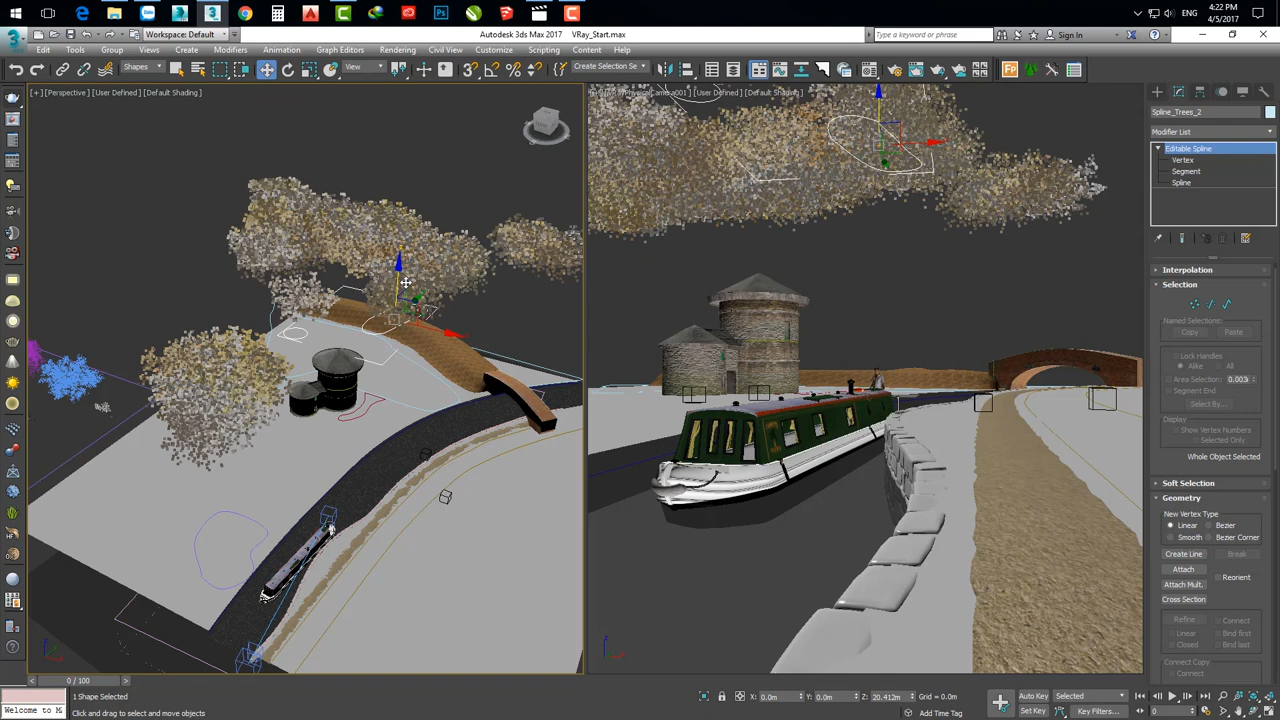 4:22 PM
ENG
4/5/2017
Workspace: Default
Autodesk 3ds Max 2017
VRay_Start.max
Type a keyword or phrase
Sign In
Edit
Tools
Group
Views
Create
Modifiers
Animation
Graph Editors
Rendering
Civil View
Customize
Scripting
Content
Help
Shapes
View
Create Selection Se
[+] [Perspective] [User Defined] [Default Shading]
[User Defined] [Default Shading]
Spline_Trees_2
Modifier List
Editable Spline
Vertex
Segment
Spline
Interpolation
Selection
Named Selections:
Copy
Paste
Lock Handles
Alike
All
Area Selection:
Segment End
Select By...
Display
Show Vertex Numbers
Selected Only
Whole Object Selected
Soft Selection
Geometry
New Vertex Type
Linear
Bezier
Smooth
Bezier Corner
Create Line
Break
Attach
Reorient
Attach Mult.
Cross Section
Refine
Connect
Linear
Bind first
Closed
Bind last
Connect Copy
Connect
0 / 100
1 Shape Selected
X: 0.0m
Y: 0.0m
Z: 20.412m
Grid = 0.0m
Auto Key
Selected
Welcome to M
Click and drag to select and move objects
Add Time Tag
Set Key
Key Filters...
0